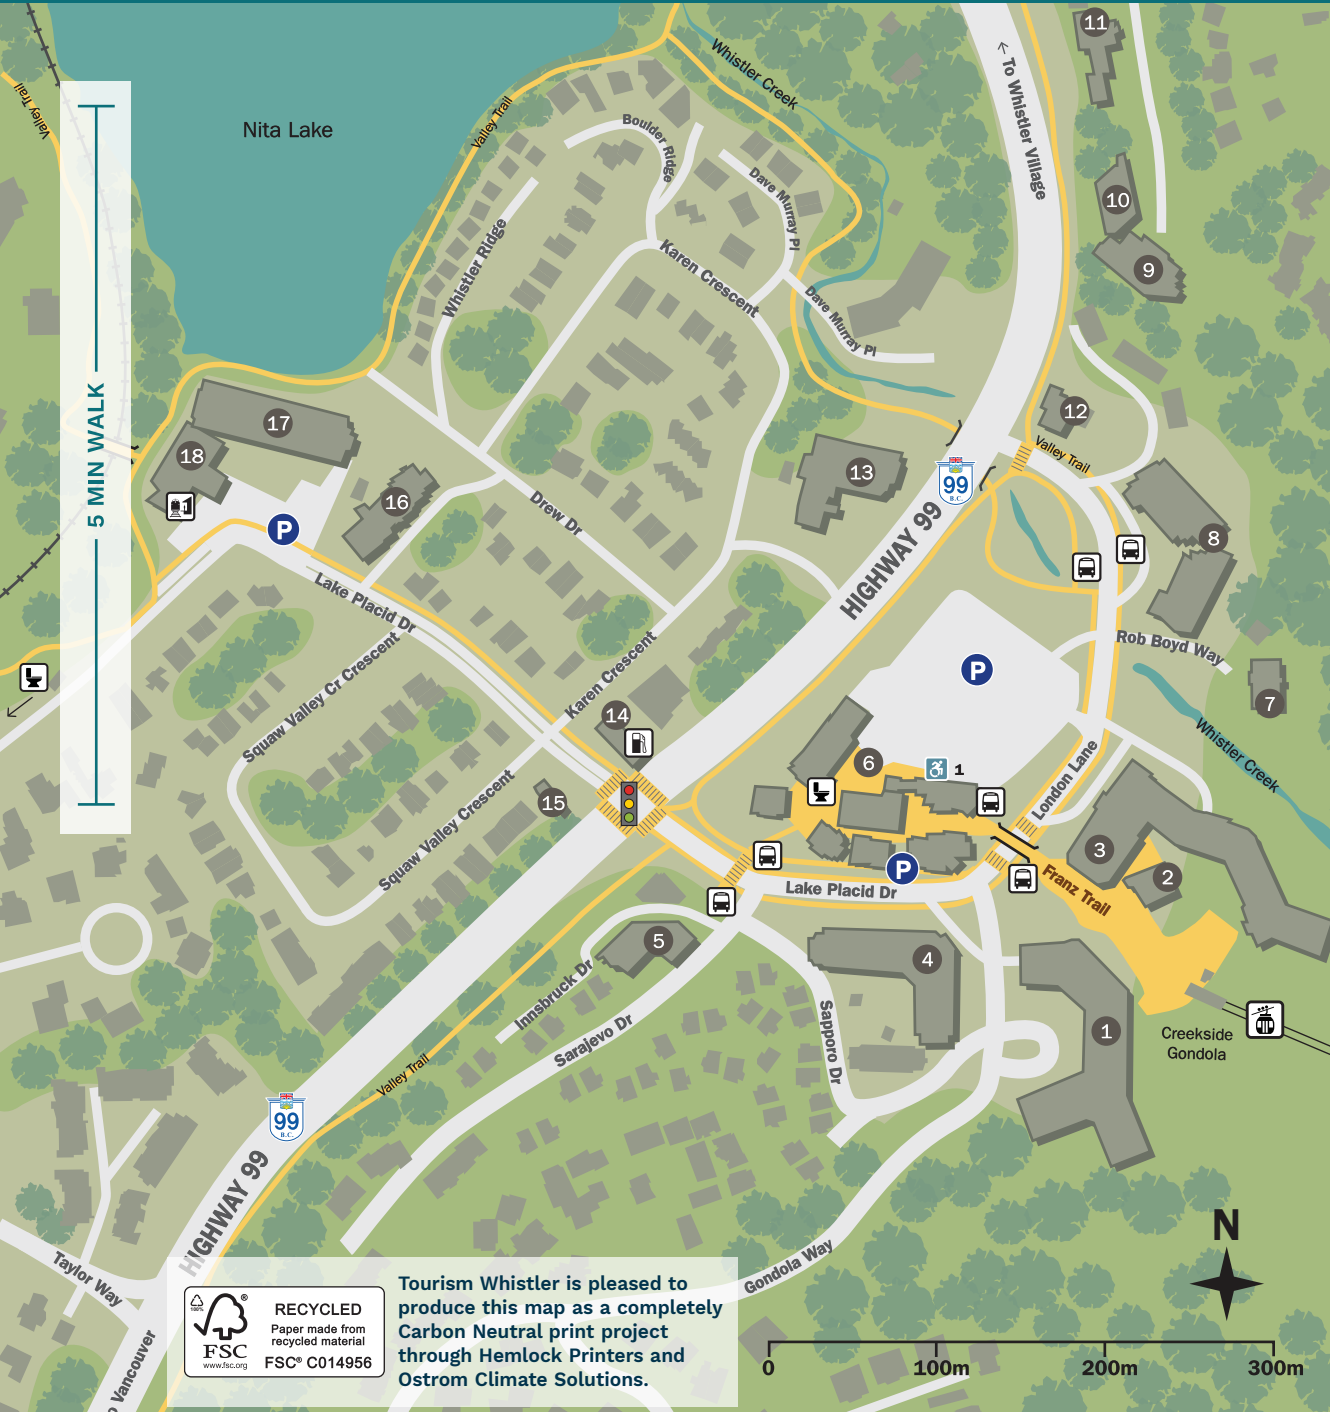 11
Whistler Creek
← To Whistler Village
Valley Trail
Valley Trail
Nita Lake
Boulder Ridge
Dave Murray Pl
10
Whistler Ridge
Karen Crescent
9
Dave Murray Pl
5 MIN WALK
17
12
18
Valley Trail
13
99
B.C.
16
Drew Dr
HIGHWAY 99
P
8
Lake Placid Dr
Rob Boyd Way
P
Squaw Valley Cr Crescent
Karen Crescent
7
14
Whistler Creek
6
1
London Lane
15
Squaw Valley Crescent
3
P
2
Lake Placid Dr
Franz Trail
5
4
Innsbruck Dr
Sarajevo Dr
Sapporo Dr
1
Creekside
Gondola
Valley Trail
99
B.C.
HIGHWAY 99
N
Taylor Way
Gondola Way
100%
®
FSC
www.fsc.org
RECYCLED
Paper made from
recycled material
FSC® C014956
Tourism Whistler is pleased to
produce this map as a completely
Carbon Neutral print project
through Hemlock Printers and
Ostrom Climate Solutions.
o Vancouver
0 100m 200m 300m